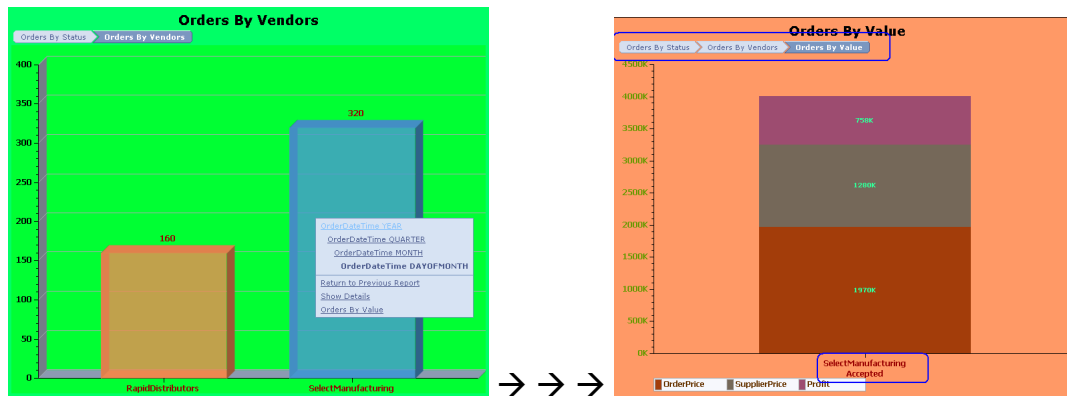 Orders By Vendors
Orders By Status Orders By Vendors
400
350
300
250
200
150
100
50
0
320
160
OrderDateTime YEAR
OrderDateTime QUARTER
OrderDateTime MONTH
OrderDateTime DAYOFMONTH
Return to Previous Report
Show Details
Orders By Value
RapidDistributors SelectManufacturing
→ → →
Orders By Value
Orders By Status Orders By Vendors Orders By Value
4500K
4000K
3500K
3000K
2500K
2000K
1500K
1000K
500K
0K
750K
1280K
1970K
SelectManufacturing
Accepted
OrderPrice SupplierPrice Profit